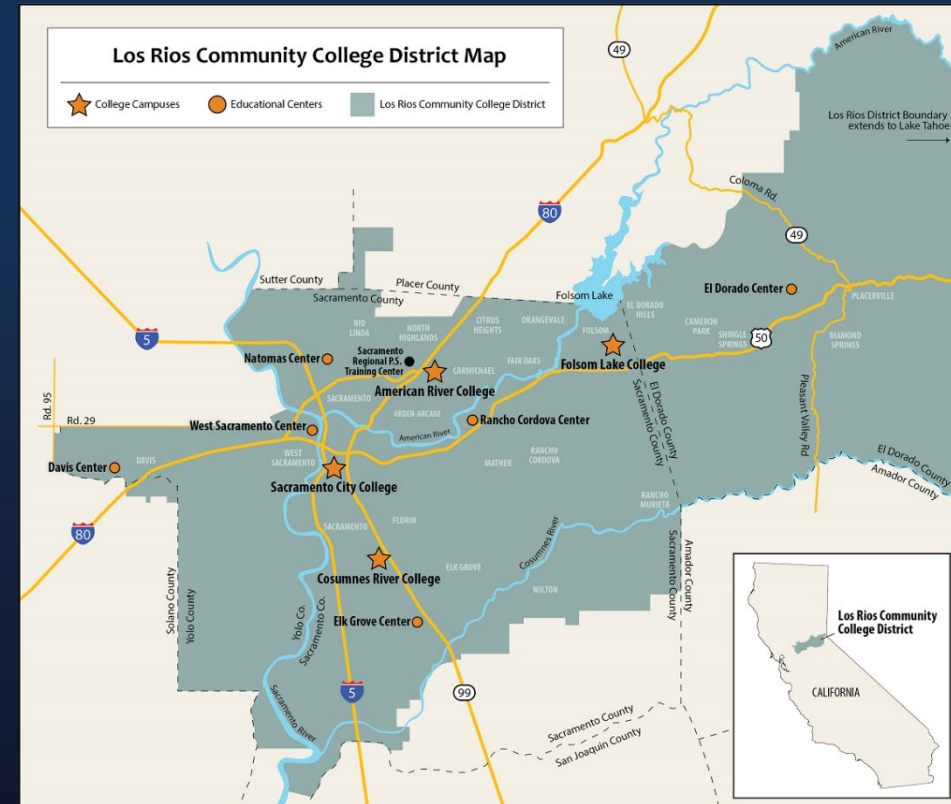 Los Rios Community College District Map
College Campuses
Educational Centers
Los Rios Community College District
49
American River
Los Rios District Boundary
extends to Lake Tahoe
80
Coloma Rd.
49
Sutter County
Placer County
Sacramento County
Folsom Lake
El Dorado Center
5
RIO
LINDA
NORTH
HIGHLANDS
CITRUS
HEIGHTS
ORANGEVALE
FOLSOM
EL DORADO
HILLS
CAMERON
PARK
SHINGLE
SPRINGS
50
PLACERVILLE
DIAMOND
SPRINGS
Natomas Center
Sacramento
Regional P.S.
Training Center
CARMICHAEL
FAIR OAKS
Folsom Lake College
American River College
SACRAMENTO
ARDEN-ARCADE
Rd. 95
Rd. 29
West Sacramento Center
American River
Rancho Cordova Center
El Dorado County
Sacramento County
Pleasant Valley Rd
Davis Center
DAVIS
WEST
SACRAMENTO
MATHER
RANCHO
CORDOVA
El Dorado County
Amador County
Sacramento City College
RANCHO
MURIETA
80
SACRAMENTO
FLORIN
Cosumnes River
Cosumnes River College
ELK GROVE
WILTON
Amador County
Sacramento County
Solano County
Yolo County
Yolo Co.
Sacramento Co.
Elk Grove Center
Sacramento River
5
99
Sacramento County
San Joaquin County
Los Rios Community
College District
CALIFORNIA